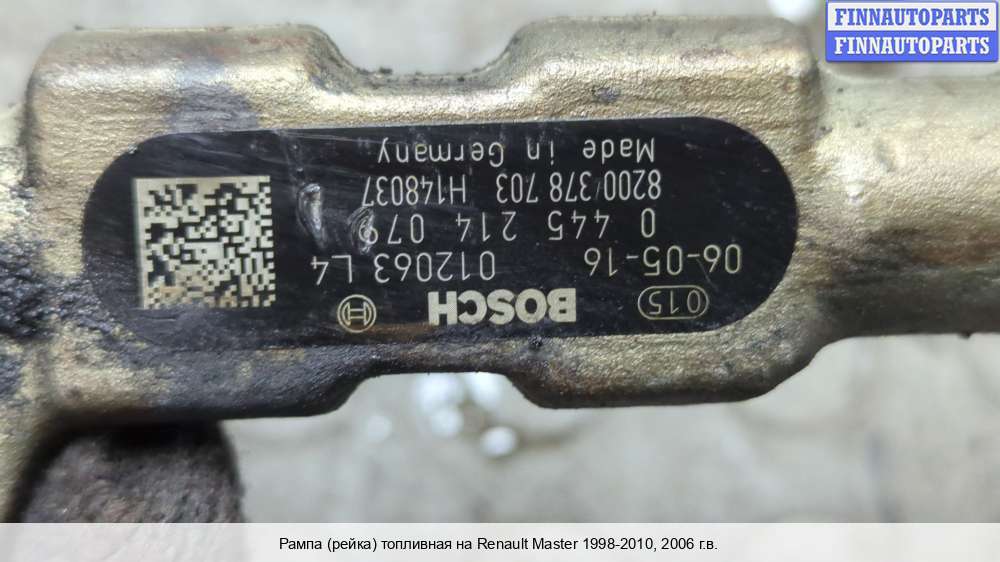 FINNAUTOPARTS
FINNAUTOPARTS
015 BOSCH
06-05-16 012063 L4
0 445 214 079
8200 378 703 H148037
Made in Germany
Рампа (рейка) топливная на Renault Master 1998-2010, 2006 г.в.